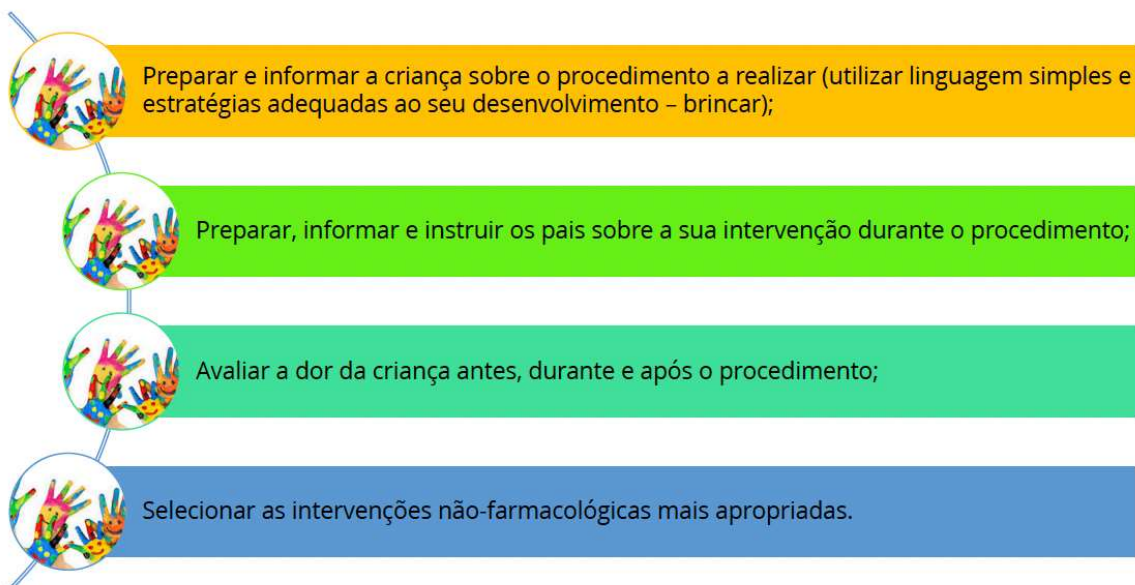 Preparar e informar a criança sobre o procedimento a realizar (utilizar linguagem simples e
estratégias adequadas ao seu desenvolvimento – brincar);
Preparar, informar e instruir os pais sobre a sua intervenção durante o procedimento;
Avaliar a dor da criança antes, durante e após o procedimento;
Selecionar as intervenções não-farmacológicas mais apropriadas.